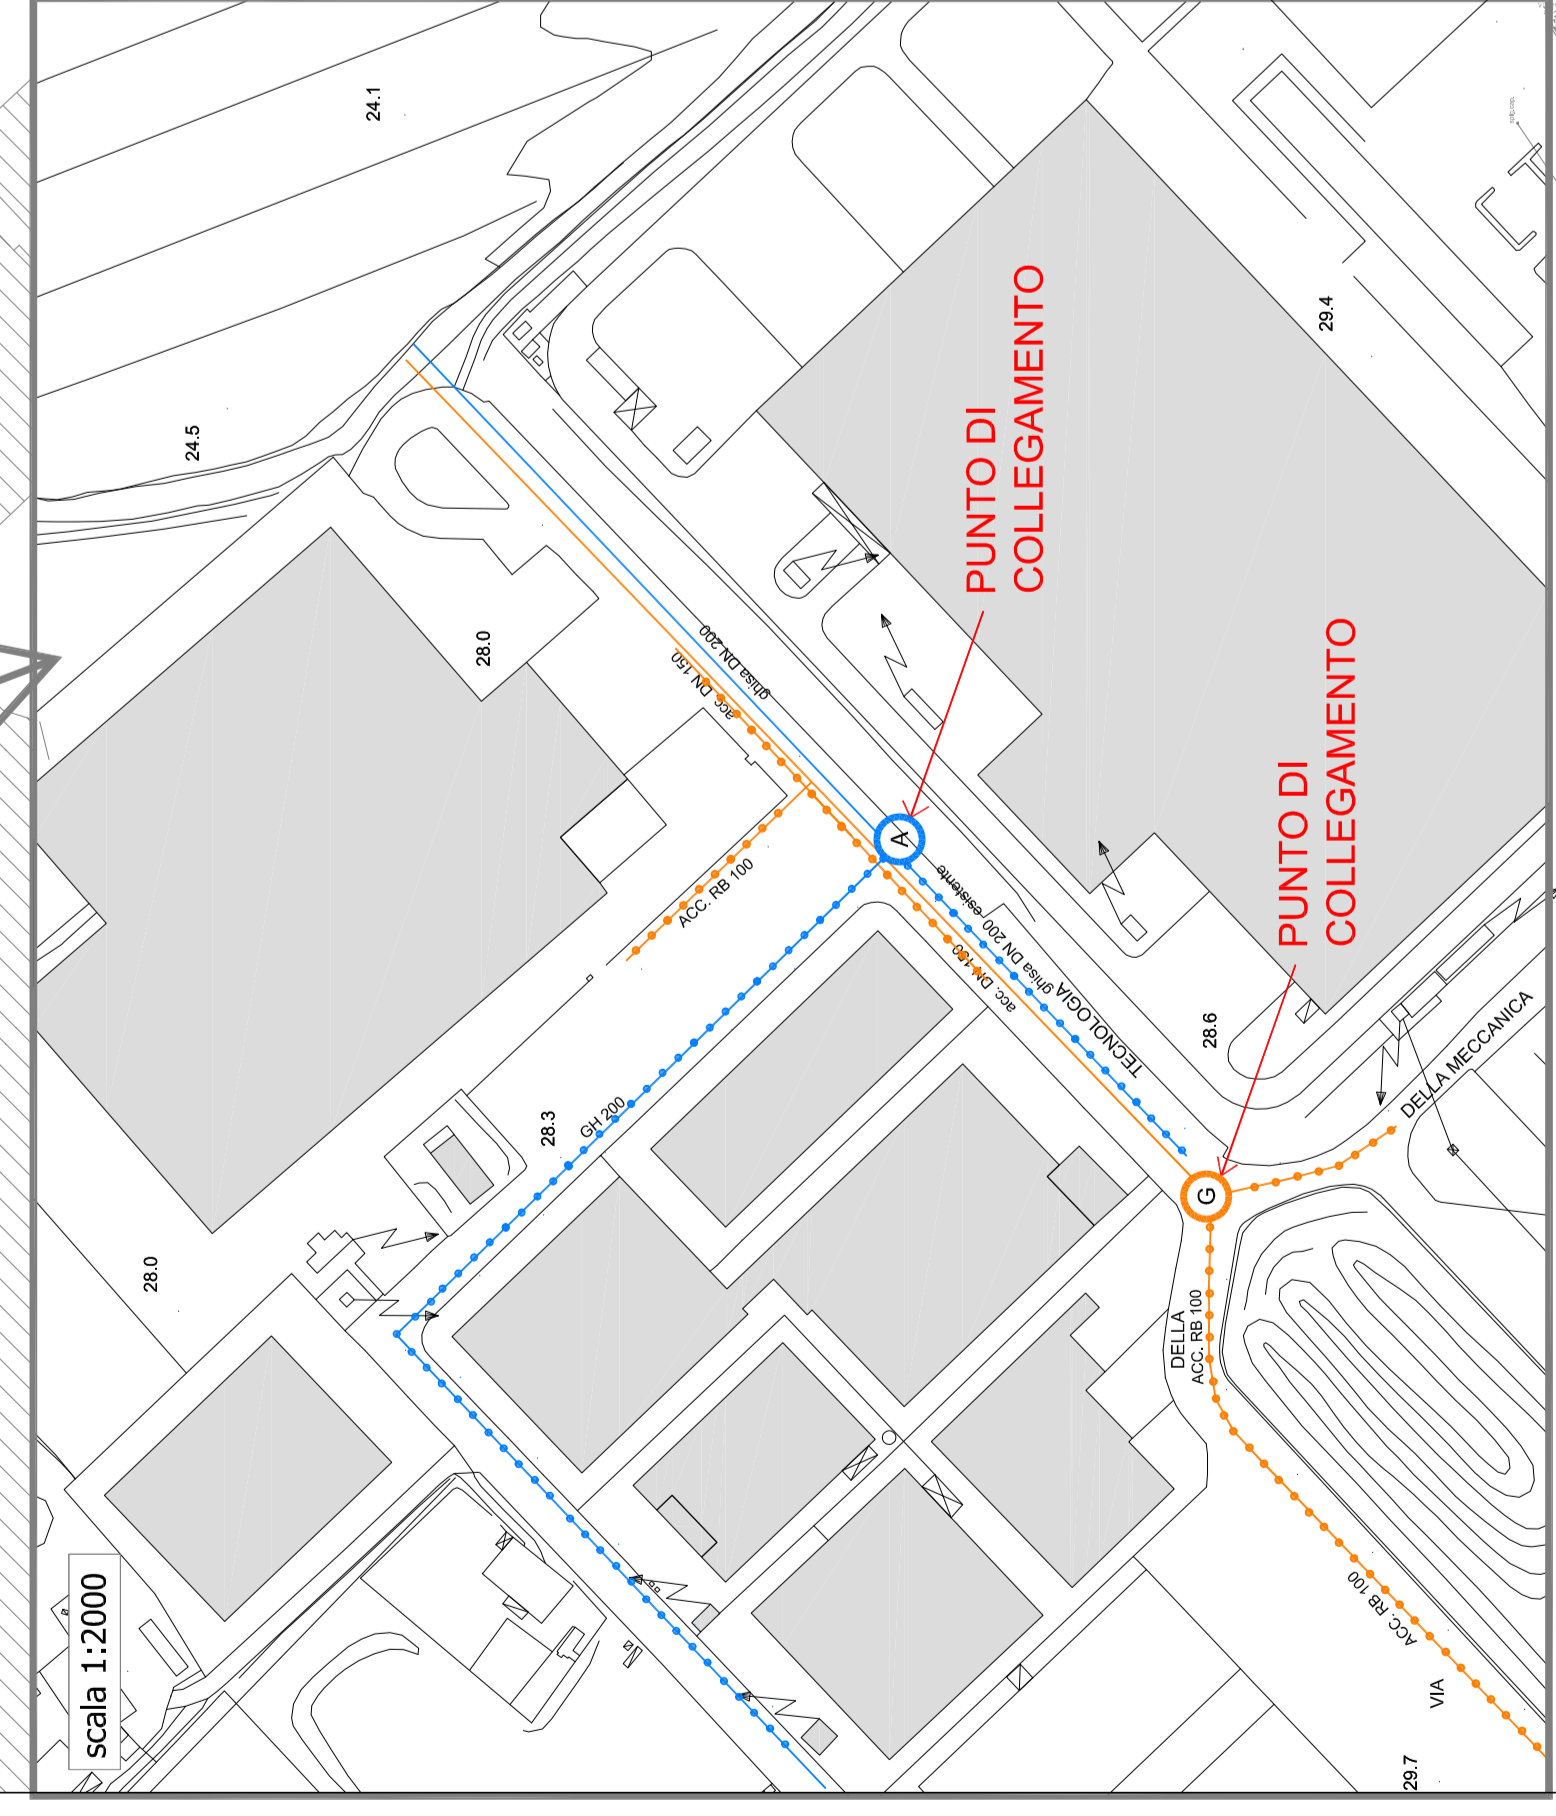 scala 1:2000
24.1
24.5
28.0
28.0
28.3
28.6
29.4
29.7
ghisa DN 200
acc. DN 150
ACC. RB 100
GH 200
A
PUNTO DI
COLLEGAMENTO
ghisa DN 200 esistente
acc. DN 150
TECNOLOGIA
G
PUNTO DI
COLLEGAMENTO
DELLA MECCANICA
DELLA
ACC. RB 100
ACC. RB 100
VIA